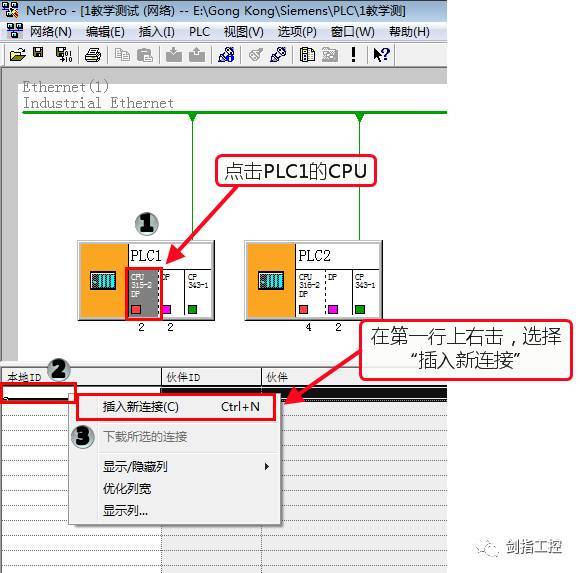 NetPro - [1教学测试 (网络) -- E:\Gong Kong\Siemens\PLC\1教学测]
网络(N) 编辑(E) 插入(I) PLC 视图(V) 选项(P) 窗口(W) 帮助(H)
Ethernet(1)
Industrial Ethernet
点击PLC1的CPU
1
PLC1
CPU
315-2
DP
DP
CP
343-1
2 2
PLC2
CPU
316-2
DP
DP
CP
343-1
4 2
在第一行上右击，选择
“插入新连接”
2
本地ID 伙伴ID 伙伴
插入新连接(C) Ctrl+N
3
下载所选的连接
显示/隐藏列
优化列宽
显示列...
剑指工控